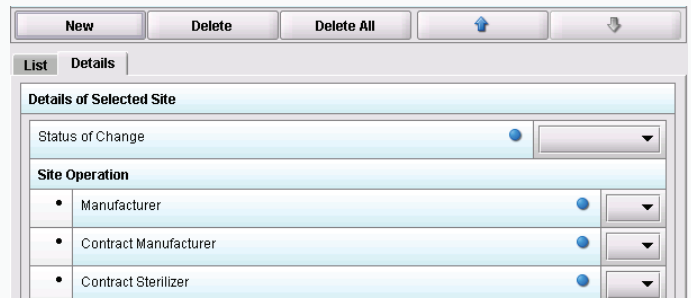 New Delete Delete All
List Details
Details of Selected Site
Status of Change
Site Operation
• Manufacturer
• Contract Manufacturer
• Contract Sterilizer